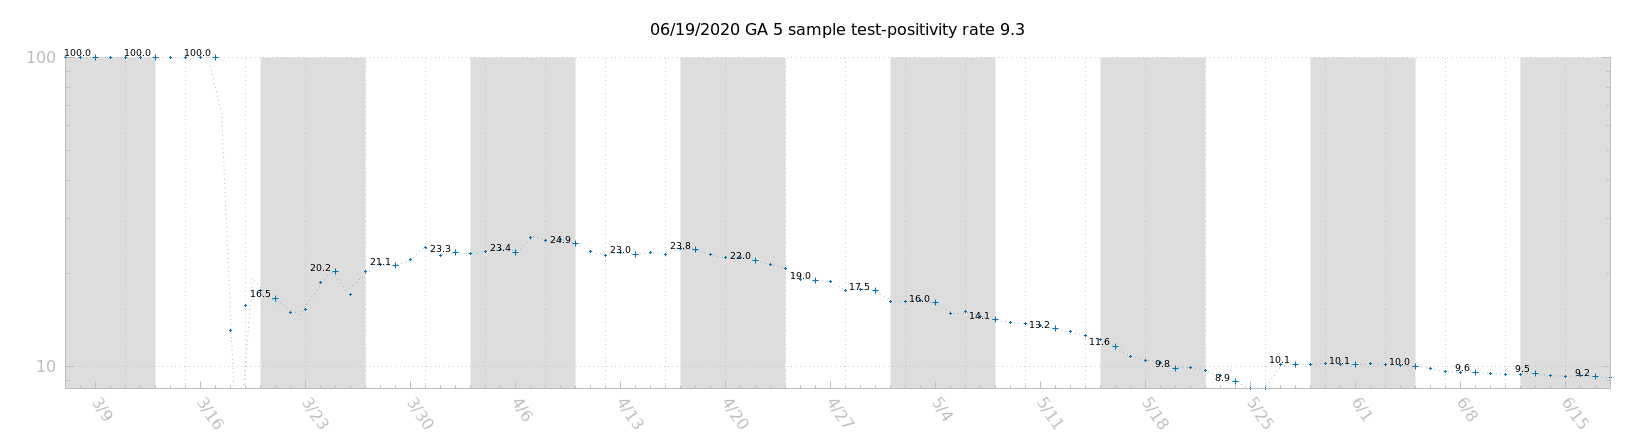 06/19/2020 GA 5 sample test-positivity rate 9.3
100
100.0 100.0 100.0
16.5 20.2 21.1 23.3 23.4 24.9 23.0 23.8 22.0 19.0 17.5 16.0 14.1 13.2 11.6 9.8 8.9 10.1 10.1 10.0 9.6 9.5 9.2
10
3/9 3/16 3/23 3/30 4/6 4/13 4/20 4/27 5/4 5/11 5/18 5/25 6/1 6/8 6/15